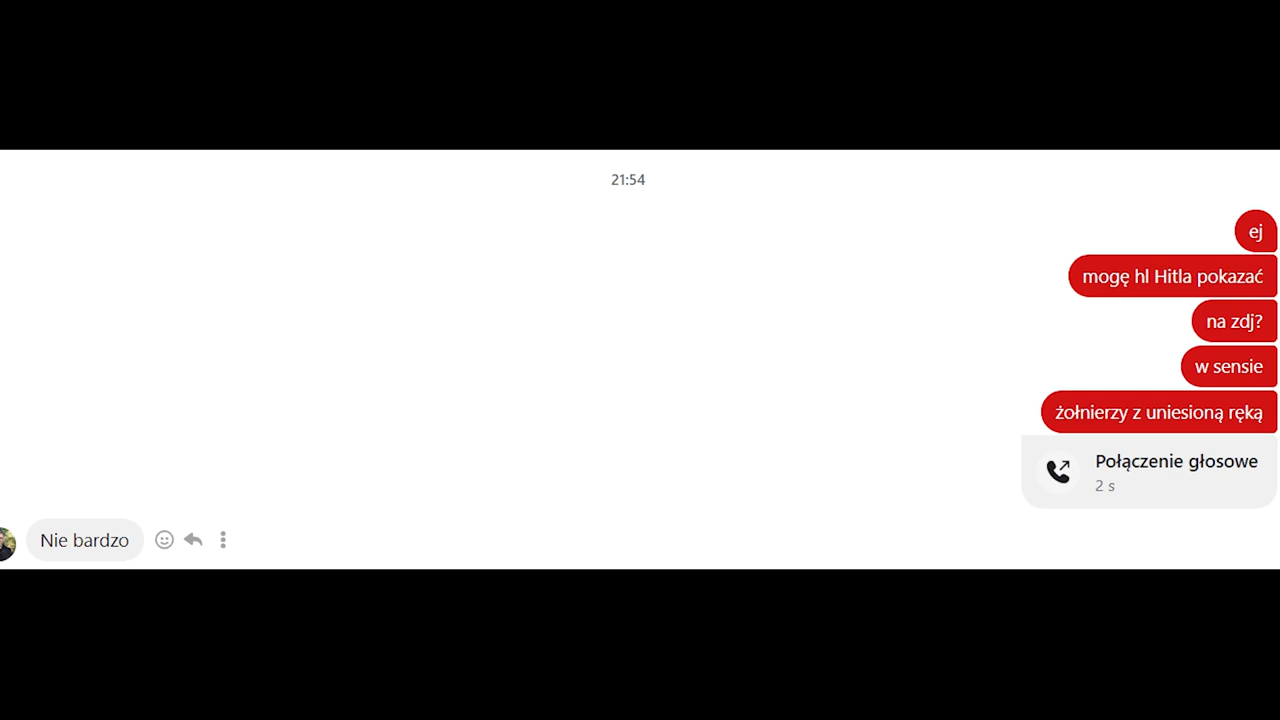 21:54
ej
mogę hl Hitla pokazać
na zdj?
w sensie
żołnierzy z uniesioną ręką
Połączenie głosowe
2 s
Nie bardzo